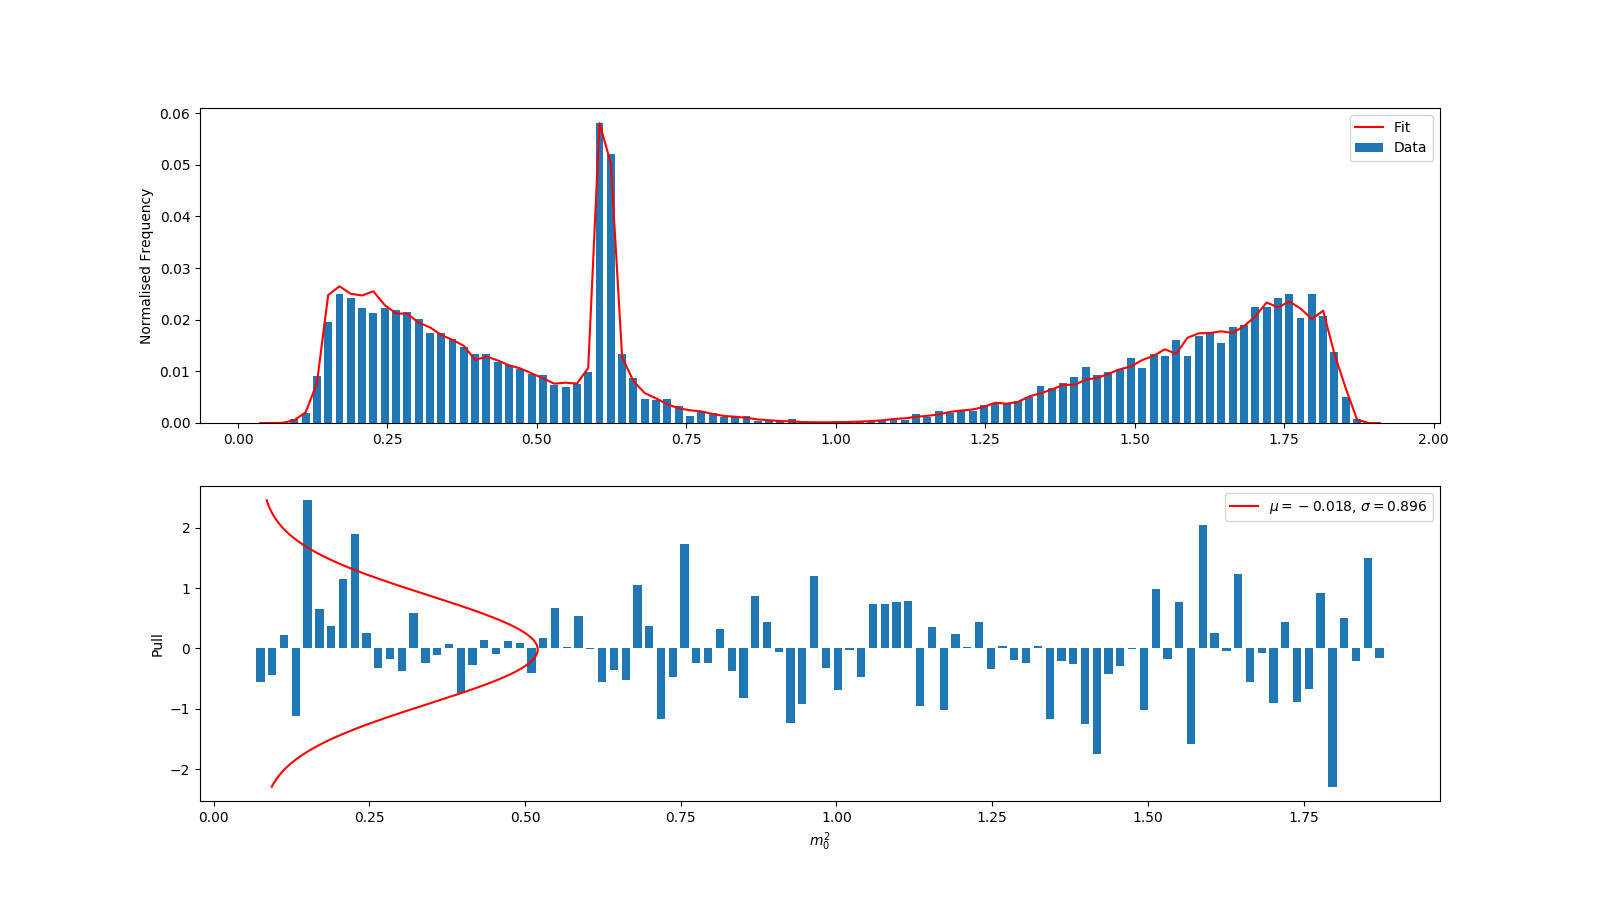 0.06
0.05
0.04
0.03
0.02
0.01
0.00
Normalised Frequency
Fit
Data
0.00 0.25 0.50 0.75 1.00 1.25 1.50 1.75 2.00
2
1
0
−1
−2
Pull
μ = −0.018, σ = 0.896
0.00 0.25 0.50 0.75 1.00 1.25 1.50 1.75
m₀²